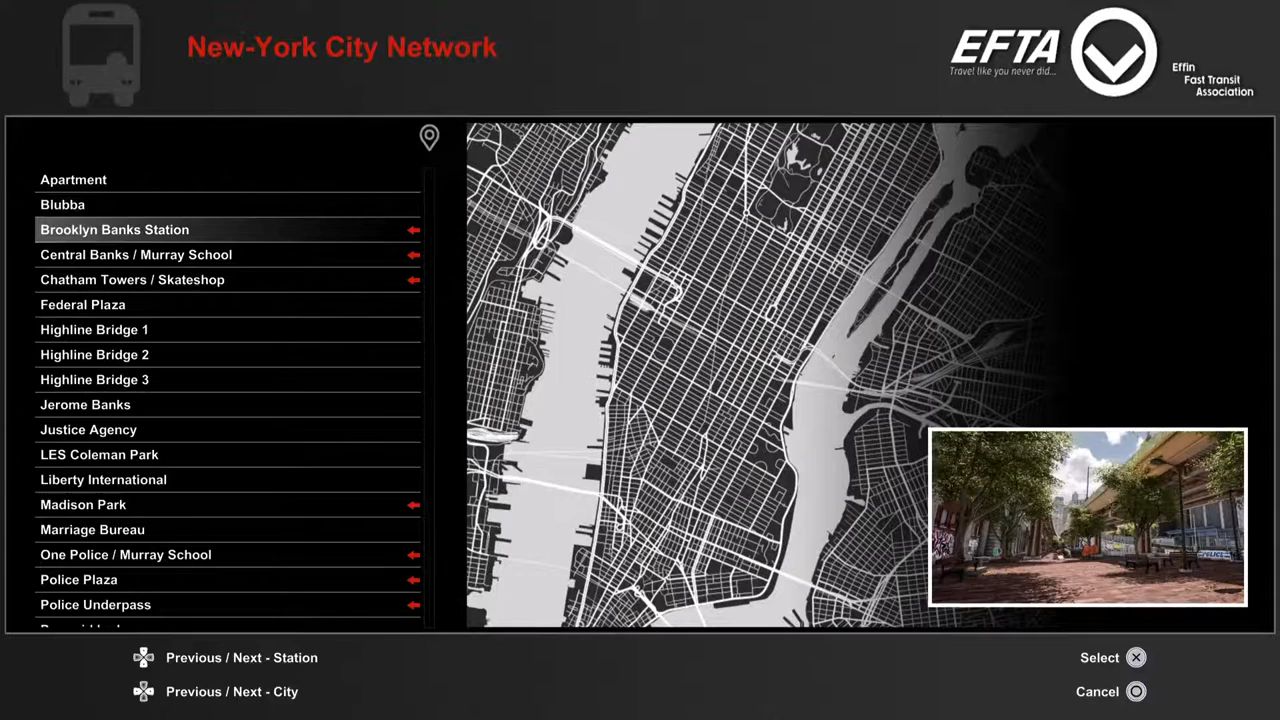 New-York City Network
EFTA
Travel like you never did...
Effin
Fast Transit
Association
Apartment
Blubba
Brooklyn Banks Station
Central Banks / Murray School
Chatham Towers / Skateshop
Federal Plaza
Highline Bridge 1
Highline Bridge 2
Highline Bridge 3
Jerome Banks
Justice Agency
LES Coleman Park
Liberty International
Madison Park
Marriage Bureau
One Police / Murray School
Police Plaza
Police Underpass
POLICE
Previous / Next - Station
Previous / Next - City
Select
Cancel